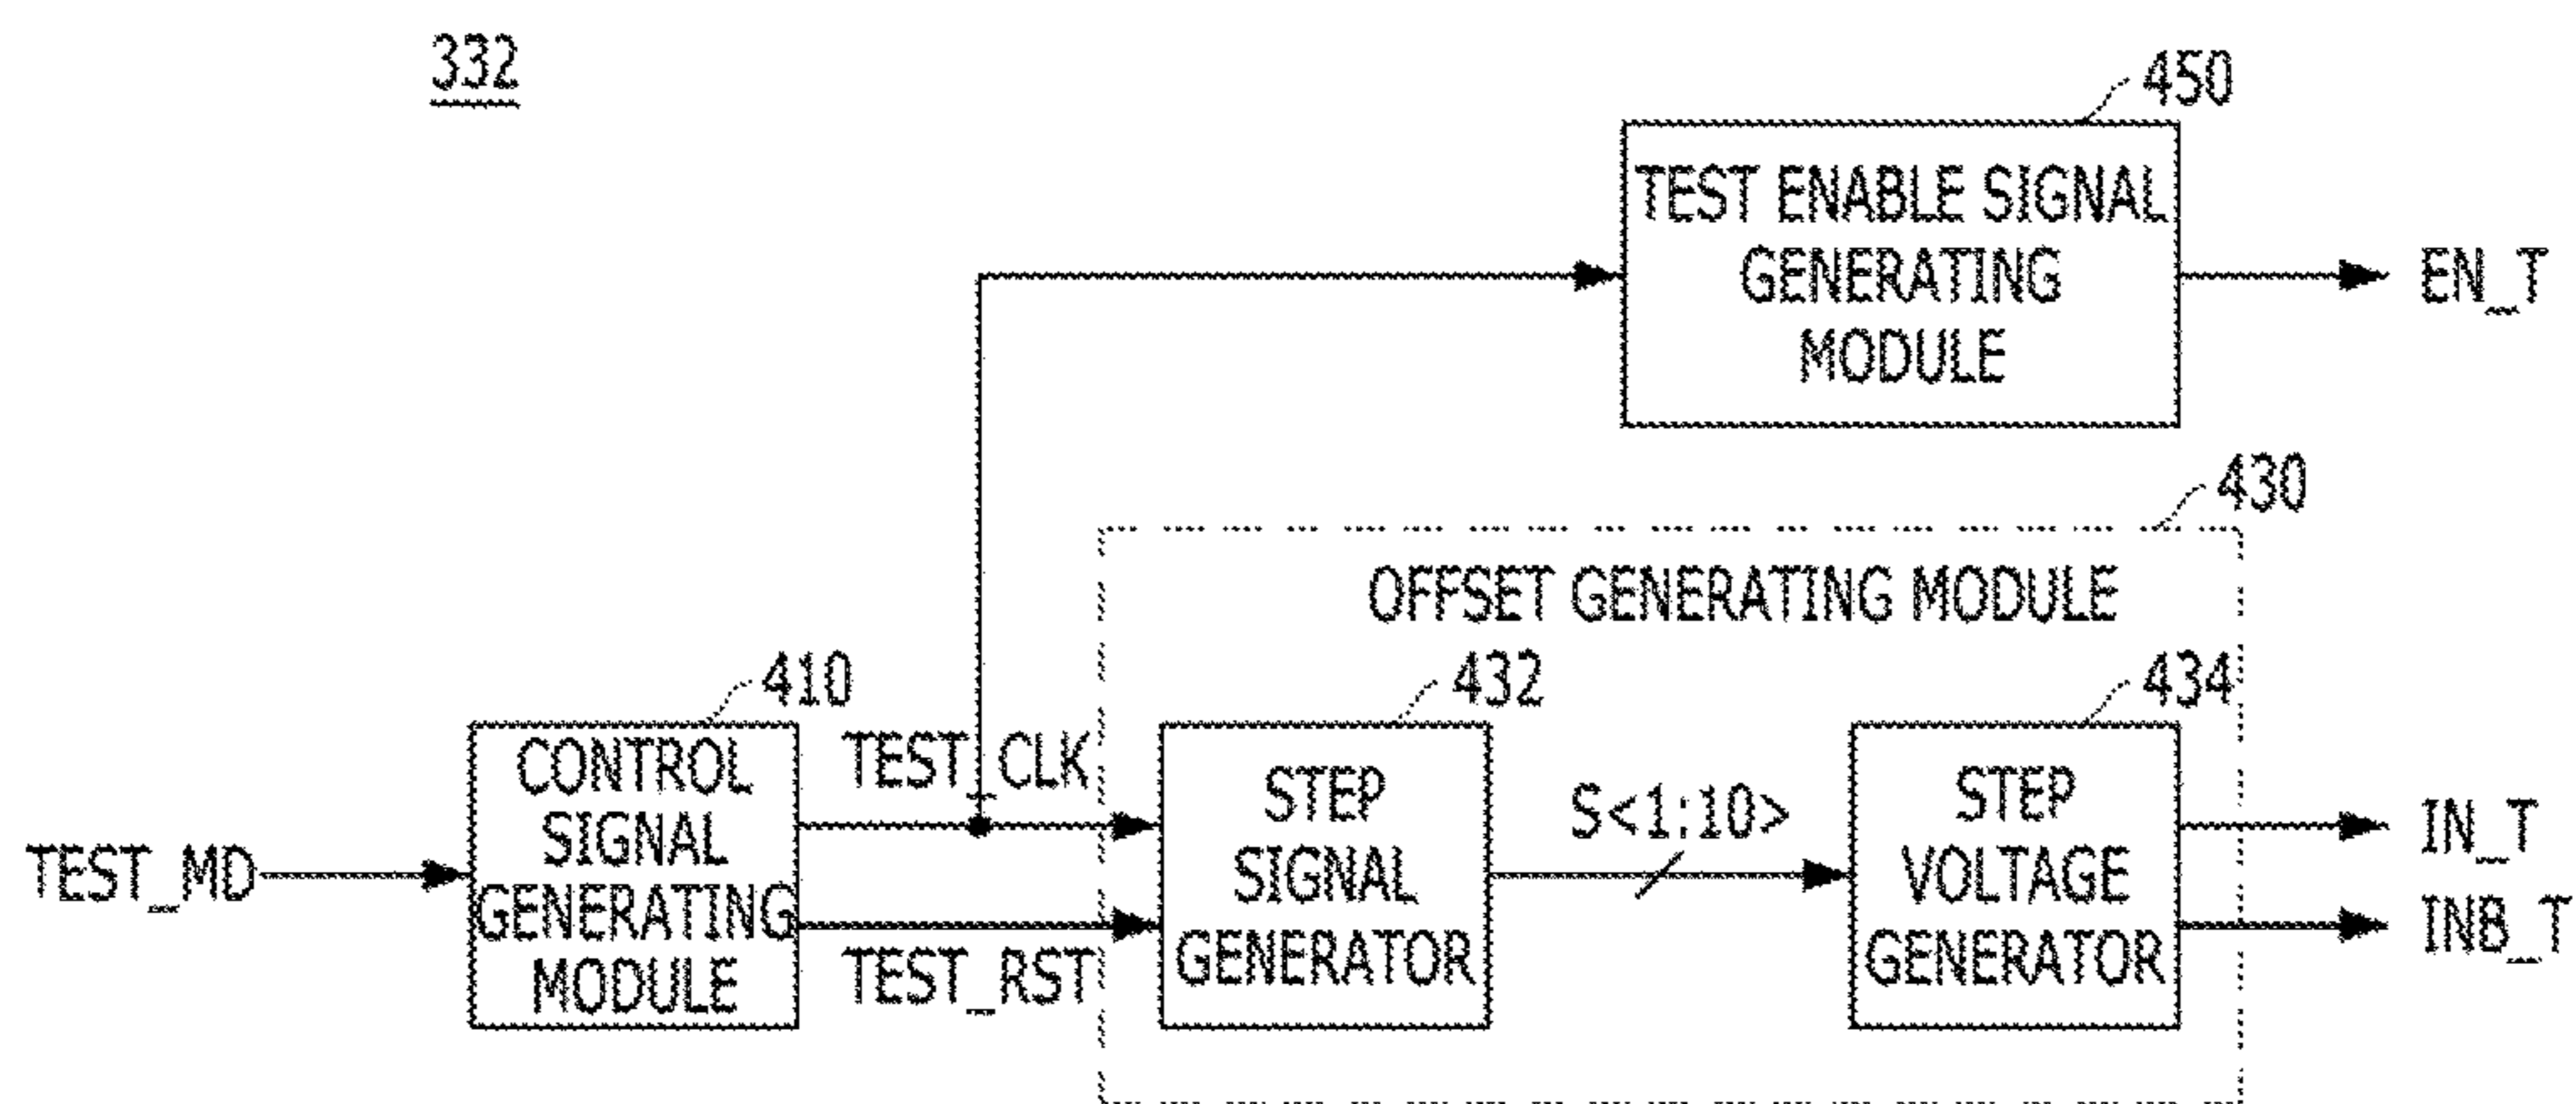 332
450
TEST ENABLE SIGNAL
GENERATING
MODULE
EN_T
430
OFFSET GENERATING MODULE
410
CONTROL
SIGNAL
GENERATING
MODULE
TEST_MD
TEST_CLK
TEST_RST
432
STEP
SIGNAL
GENERATOR
S<1:10>
434
STEP
VOLTAGE
GENERATOR
IN_T
INB_T